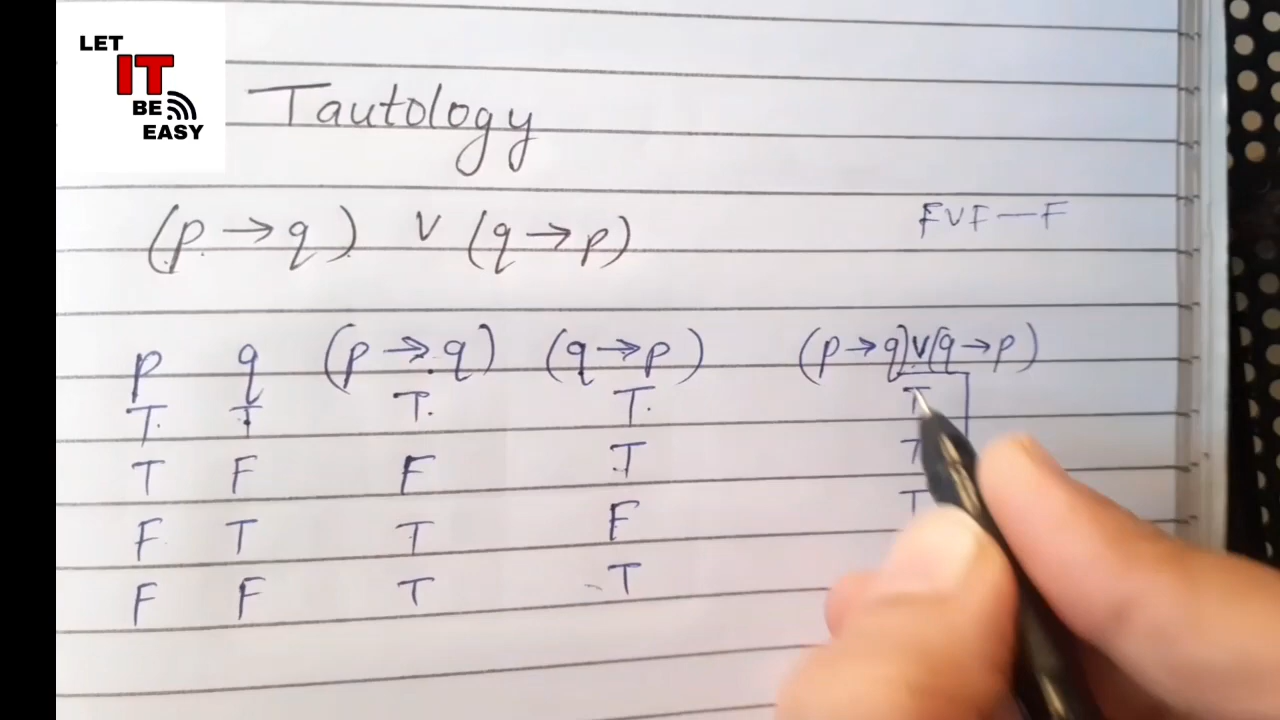 LET
IT
BE
EASY
Tautology
(p → q) v (q → p)
FVF — F
p q (p → q) (q → p) (p → q)v(q → p)
T T T T T
T F F T T
F T T F T
F F T T